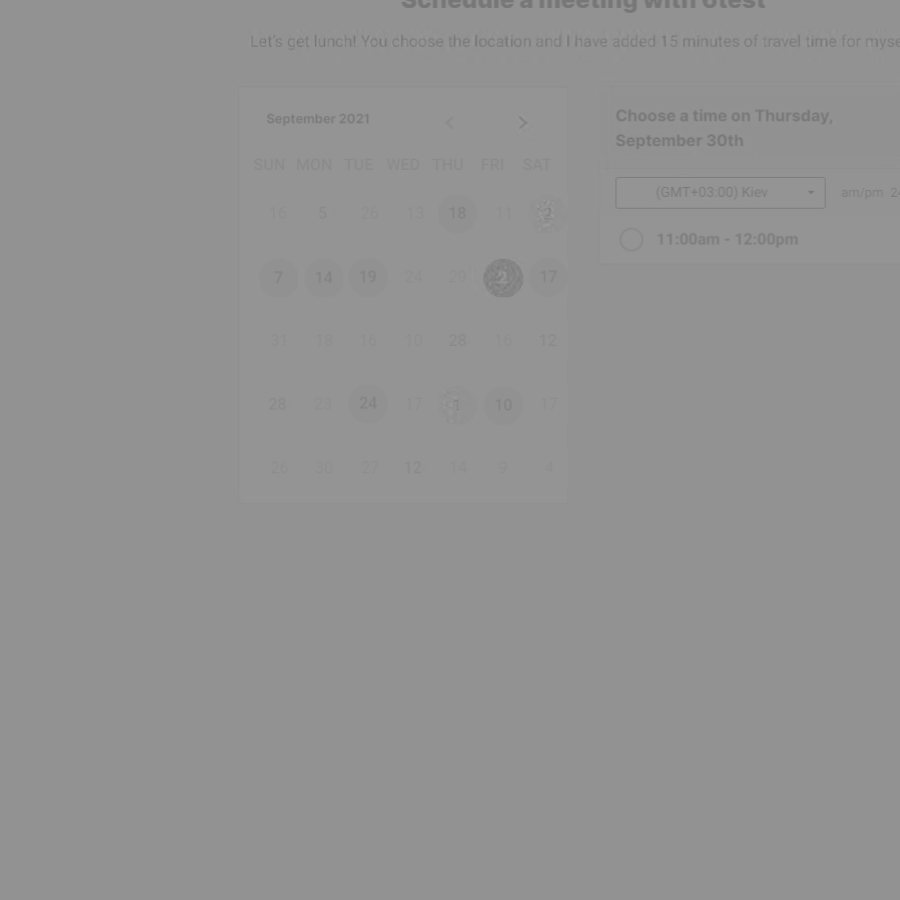 Schedule a meeting with 6test
Let's get lunch! You choose the location and I have added 15 minutes of travel time for myse
September 2021
SUN MON TUE WED THU FRI SAT
16 5 26 13 18 11 2
7 14 19 24 29 2 17
31 18 16 10 28 16 12
28 23 24 17 1 10 17
26 30 27 12 14 9 4
Choose a time on Thursday,
September 30th
(GMT+03:00) Kiev
am/pm 2
11:00am - 12:00pm